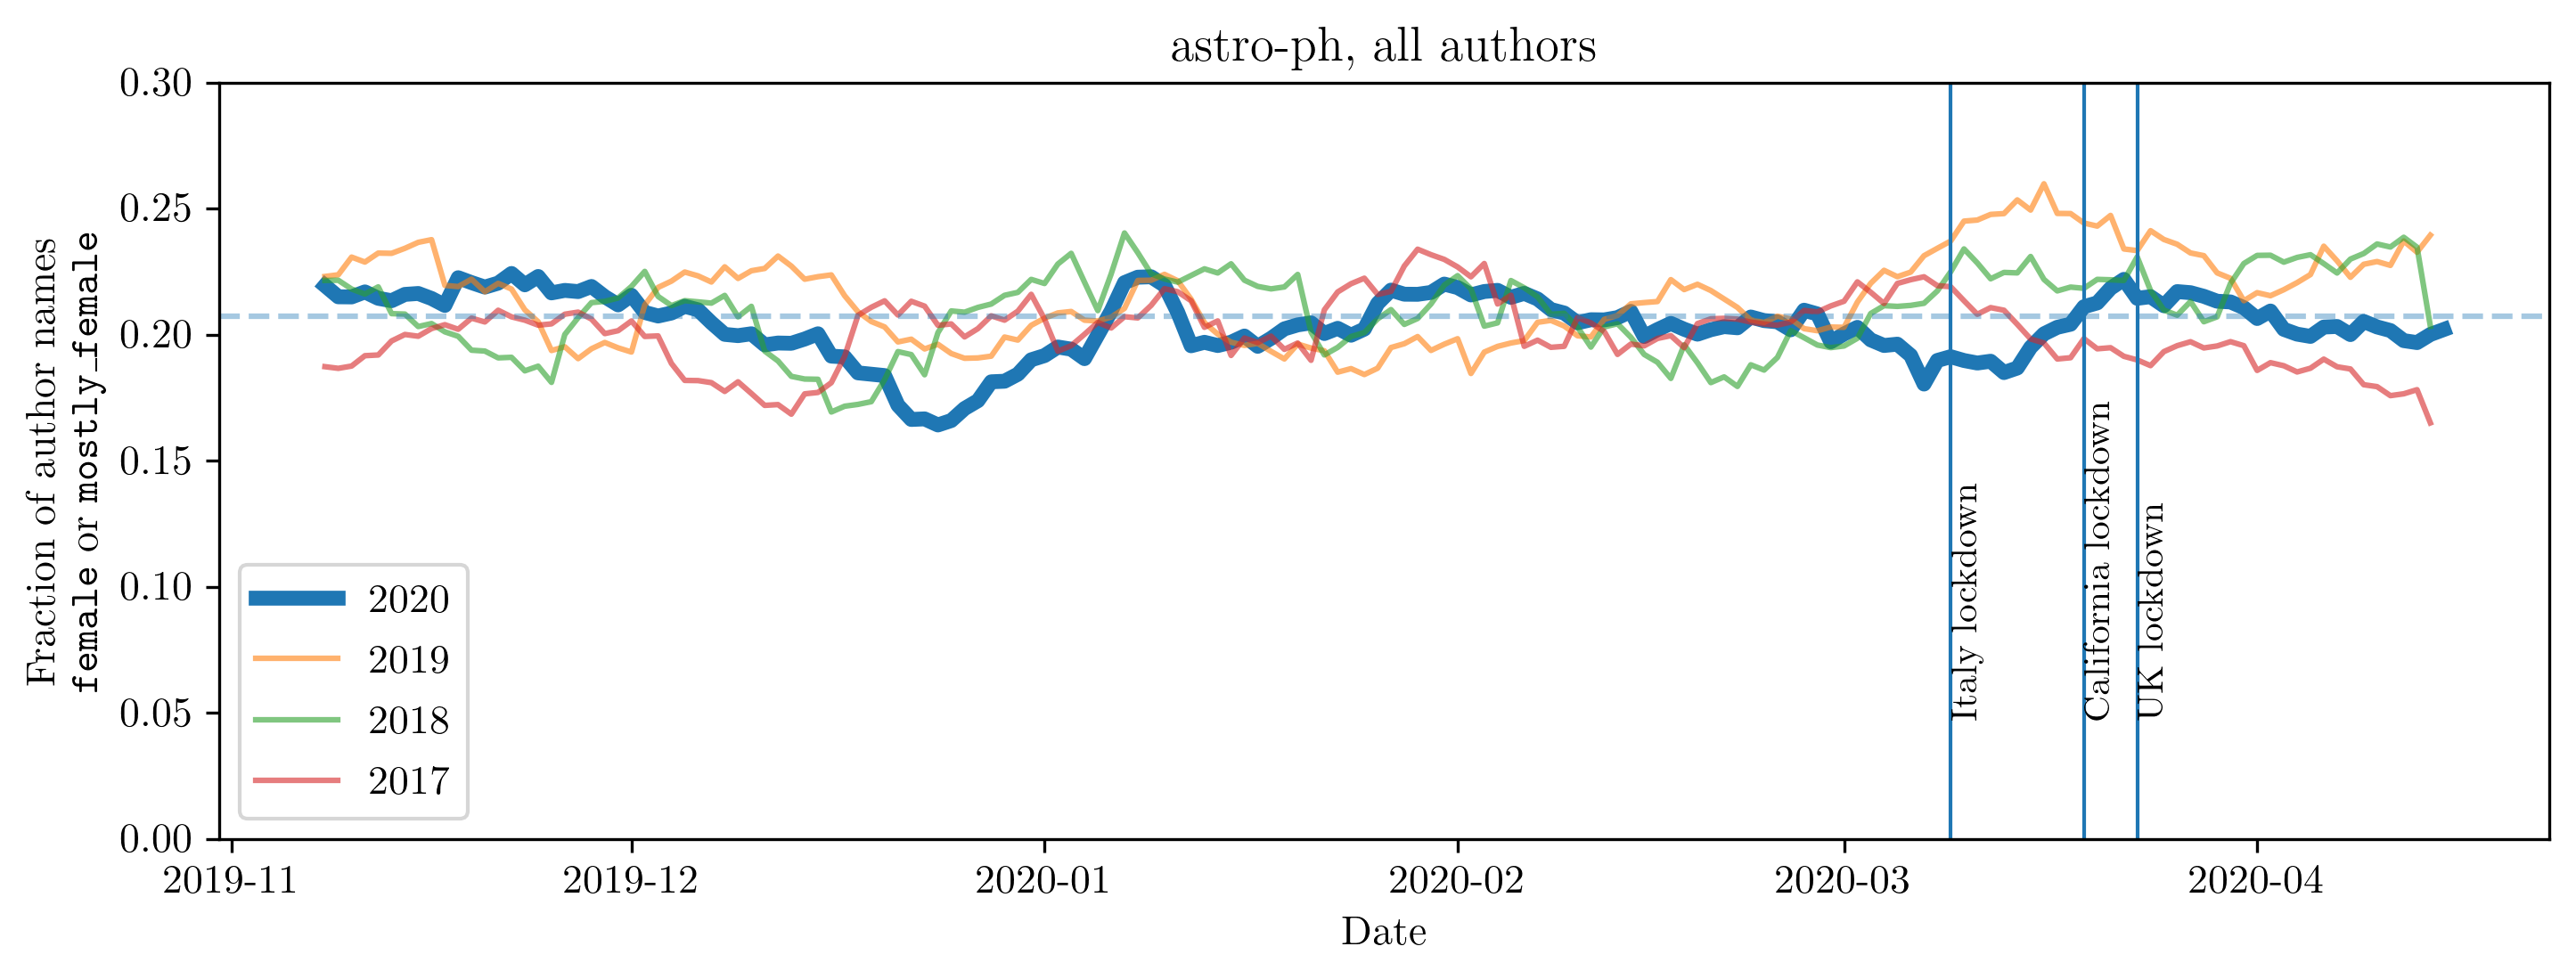 astro-ph, all authors
Fraction of author names
female or mostly_female
0.30
0.25
0.20
0.15
0.10
0.05
0.00
2020
2019
2018
2017
Italy lockdown
California lockdown
UK lockdown
2019-11
2019-12
2020-01
2020-02
2020-03
2020-04
Date